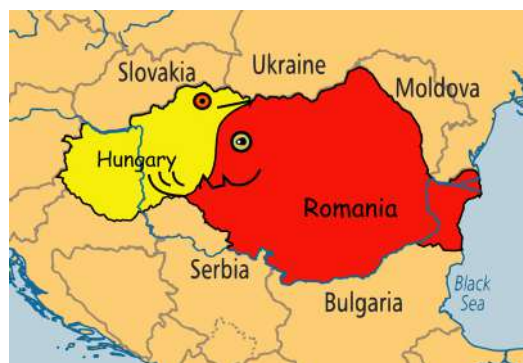 Slovakia
Ukraine
Moldova
Hungary
Romania
Serbia
Bulgaria
Black
Sea